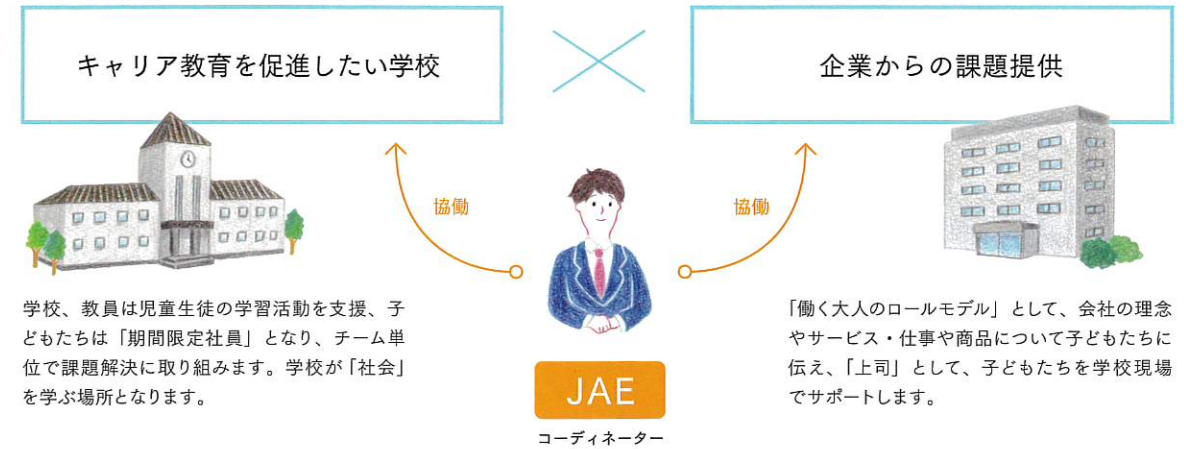 キャリア教育を促進したい学校
企業からの課題提供
協働
協働
学校、教員は児童生徒の学習活動を支援、子
どもたちは「期間限定社員」となり、チーム単
位で課題解決に取り組みます。学校が「社会」
を学ぶ場所となります。
JAE
コーディネーター
「働く大人のロールモデル」として、会社の理念
やサービス・仕事や商品について子どもたちに
伝え、「上司」として、子どもたちを学校現場
でサポートします。